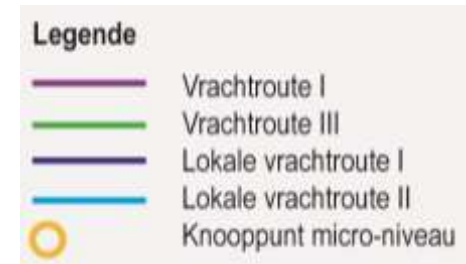 Legende
Vrachtroute I
Vrachtroute III
Lokale vrachtroute I
Lokale vrachtroute II
Knooppunt micro-niveau